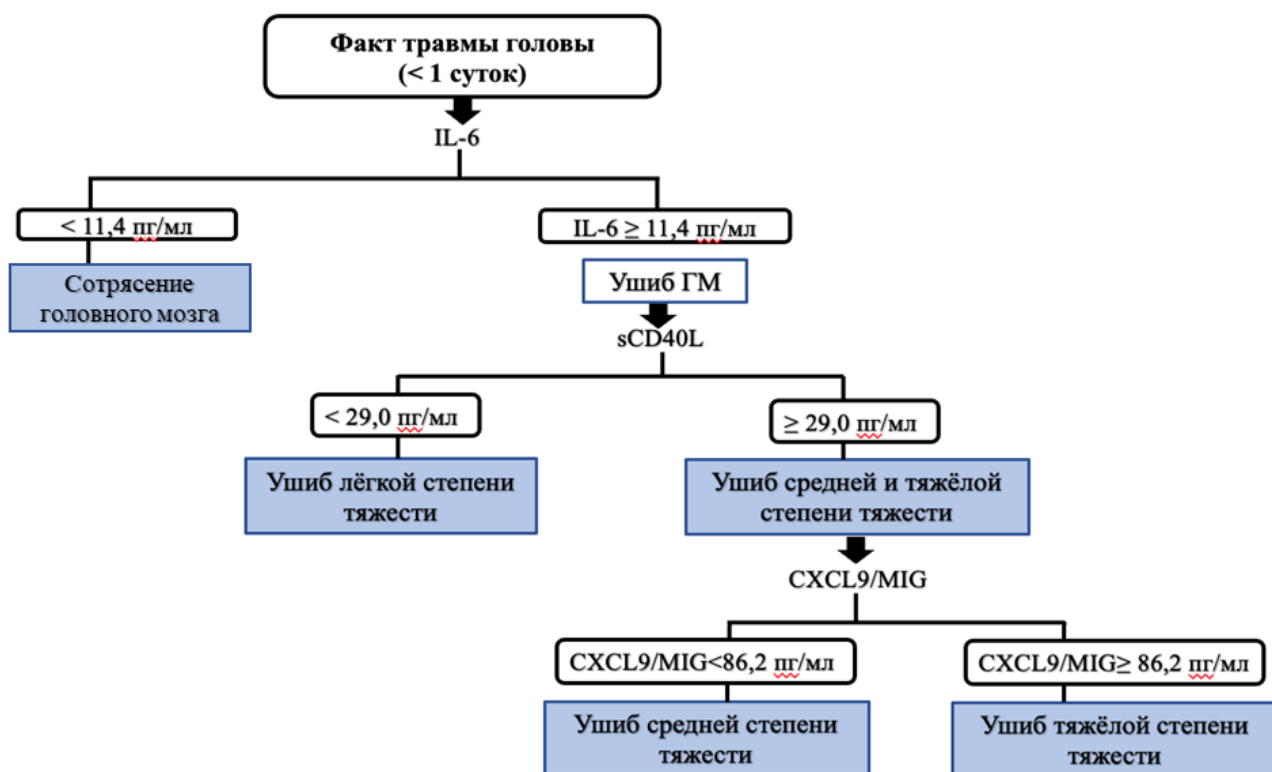 Факт травмы головы
(< 1 суток)
IL-6
< 11,4 пг/мл
IL-6 ≥ 11,4 пг/мл
Сотрясение
головного мозга
Ушиб ГМ
sCD40L
< 29,0 пг/мл
≥ 29,0 пг/мл
Ушиб лёгкой степени
тяжести
Ушиб средней и тяжёлой
степени тяжести
CXCL9/MIG
CXCL9/MIG<86,2 пг/мл
CXCL9/MIG≥ 86,2 пг/мл
Ушиб средней степени
тяжести
Ушиб тяжёлой степени
тяжести